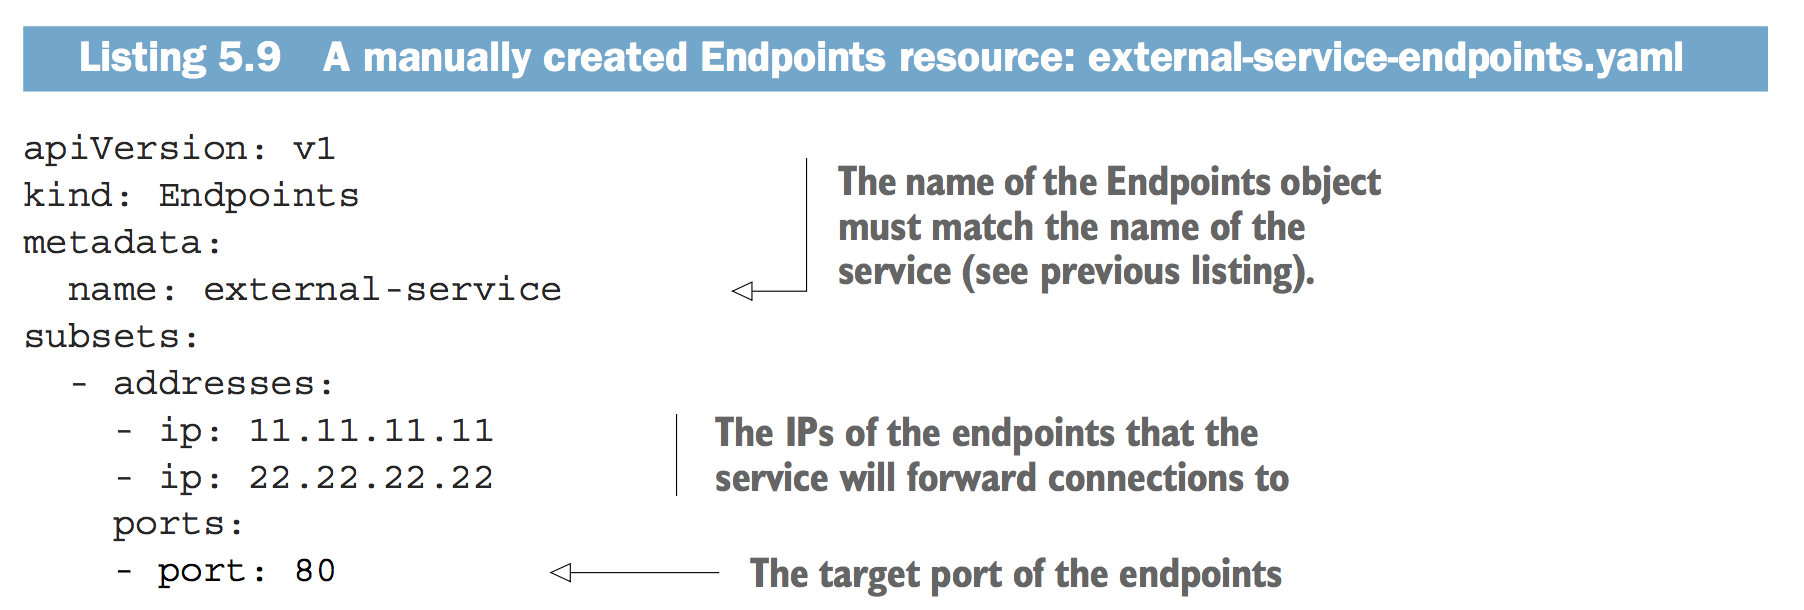 Listing 5.9 A manually created Endpoints resource: external-service-endpoints.yaml
apiVersion: v1
kind: Endpoints
metadata:
  name: external-service
The name of the Endpoints object
must match the name of the
service (see previous listing).
subsets:
  - addresses:
    - ip: 11.11.11.11
    - ip: 22.22.22.22
The IPs of the endpoints that the
service will forward connections to
    ports:
    - port: 80
The target port of the endpoints